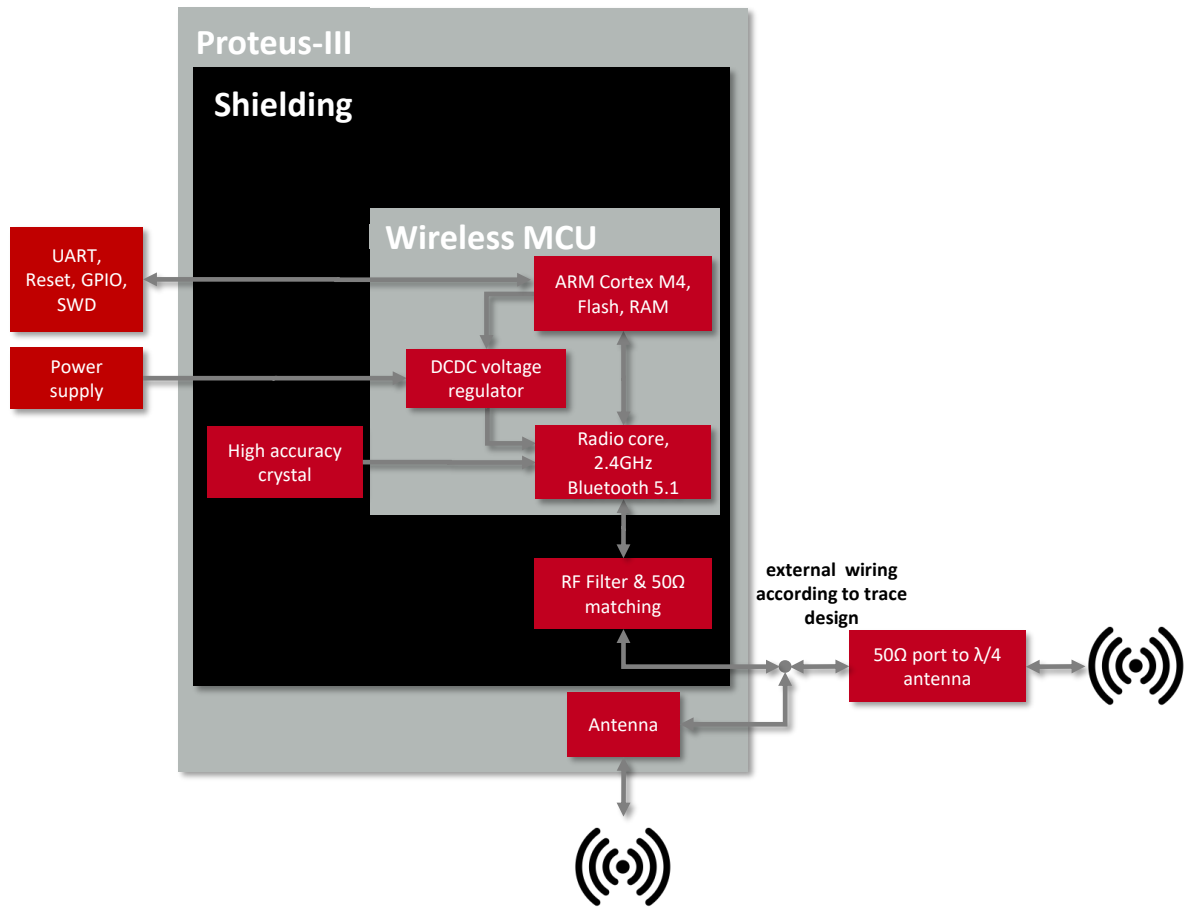 Proteus-III
Shielding
Wireless MCU
UART,
Reset, GPIO,
SWD
ARM Cortex M4,
Flash, RAM
Power
supply
DCDC voltage
regulator
High accuracy
crystal
Radio core,
2.4GHz
Bluetooth 5.1
RF Filter & 50Ω
matching
external wiring
according to trace
design
50Ω port to λ/4
antenna
Antenna